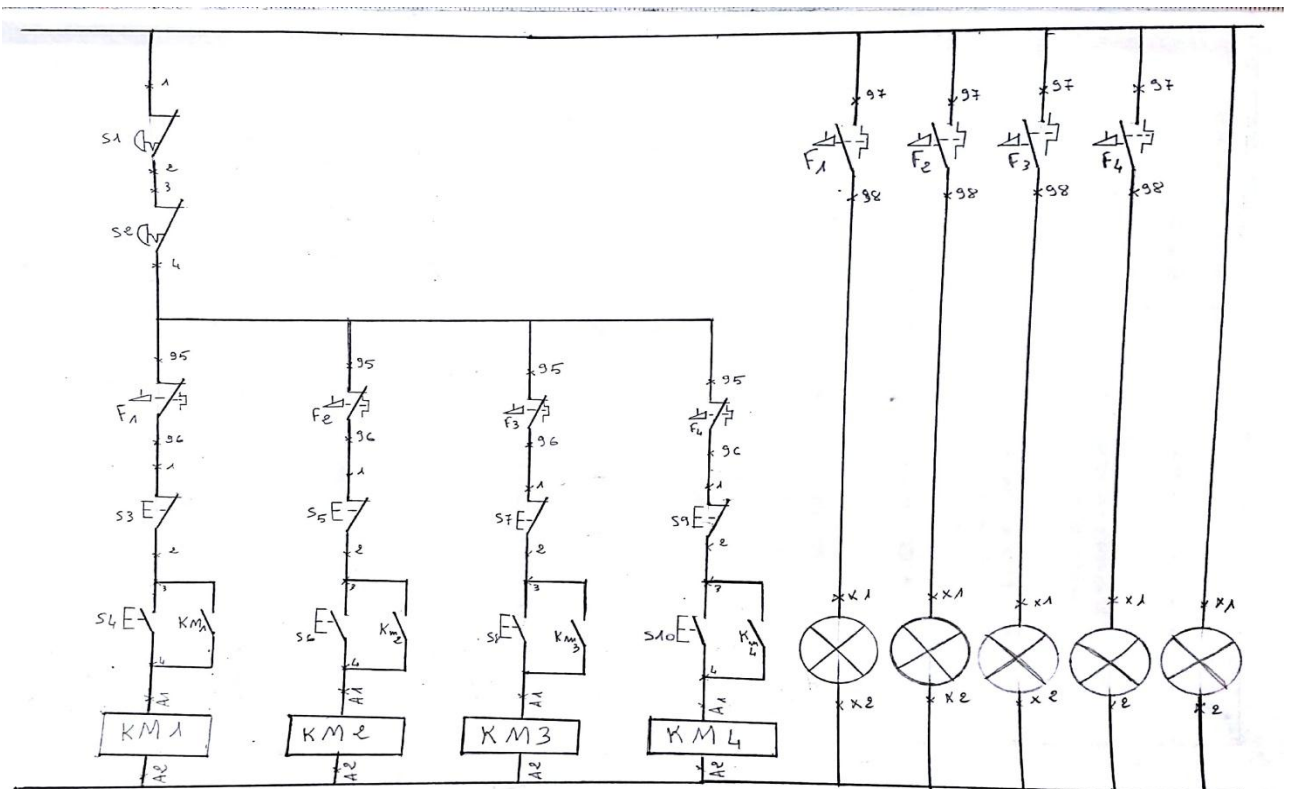 1
S1
2
3
S2
4
97 97 97 97
F1 F2 F3 F4
98 98 98 98
95 95 95 95
F1 F2 F3 F4
96 96 96 96
1 1 1 1
S3 S5 S7 S9
2 2 2 2
3 3 3 3
S4 KM1 S6 Km2 S8 Km3 S10 Km4
4 4 4
A1 A1 A1 A1
KM1 KM2 KM3 KM4
A2 A2 A2 A2
X1 X1 X1 X1 X1
X2 X2 X2 2 2